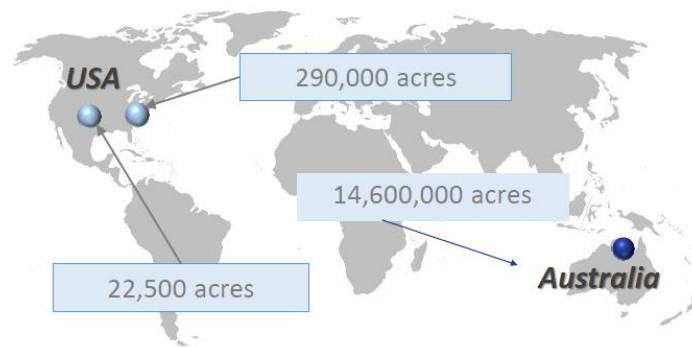 USA
290,000 acres
14,600,000 acres
Australia
22,500 acres